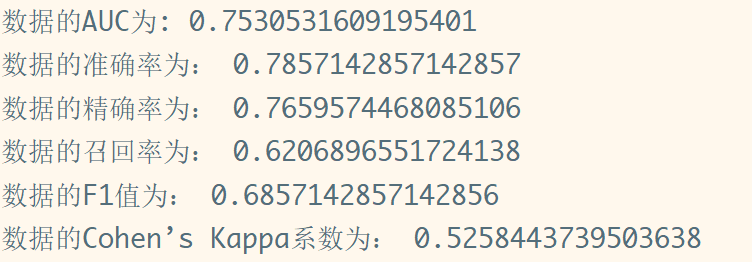 数据的AUC为: 0.7530531609195401
数据的准确率为： 0.7857142857142857
数据的精确率为： 0.7659574468085106
数据的召回率为： 0.6206896551724138
数据的F1值为： 0.6857142857142856
数据的Cohen’s Kappa系数为： 0.5258443739503638